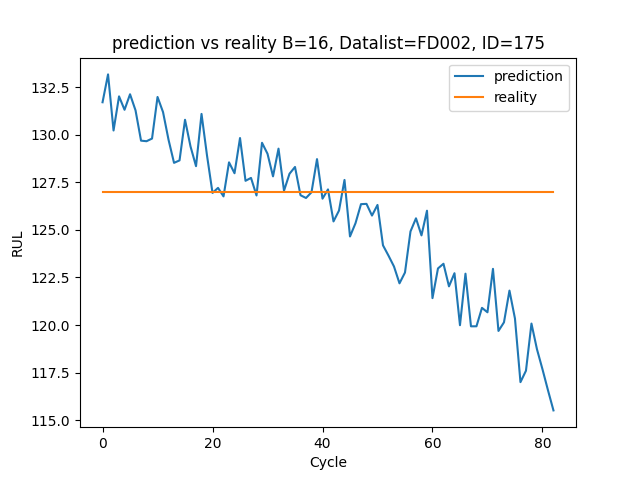 prediction vs reality B=16, Datalist=FD002, ID=175
prediction
reality
RUL
132.5
130.0
127.5
125.0
122.5
120.0
117.5
115.0
0 20 40 60 80
Cycle